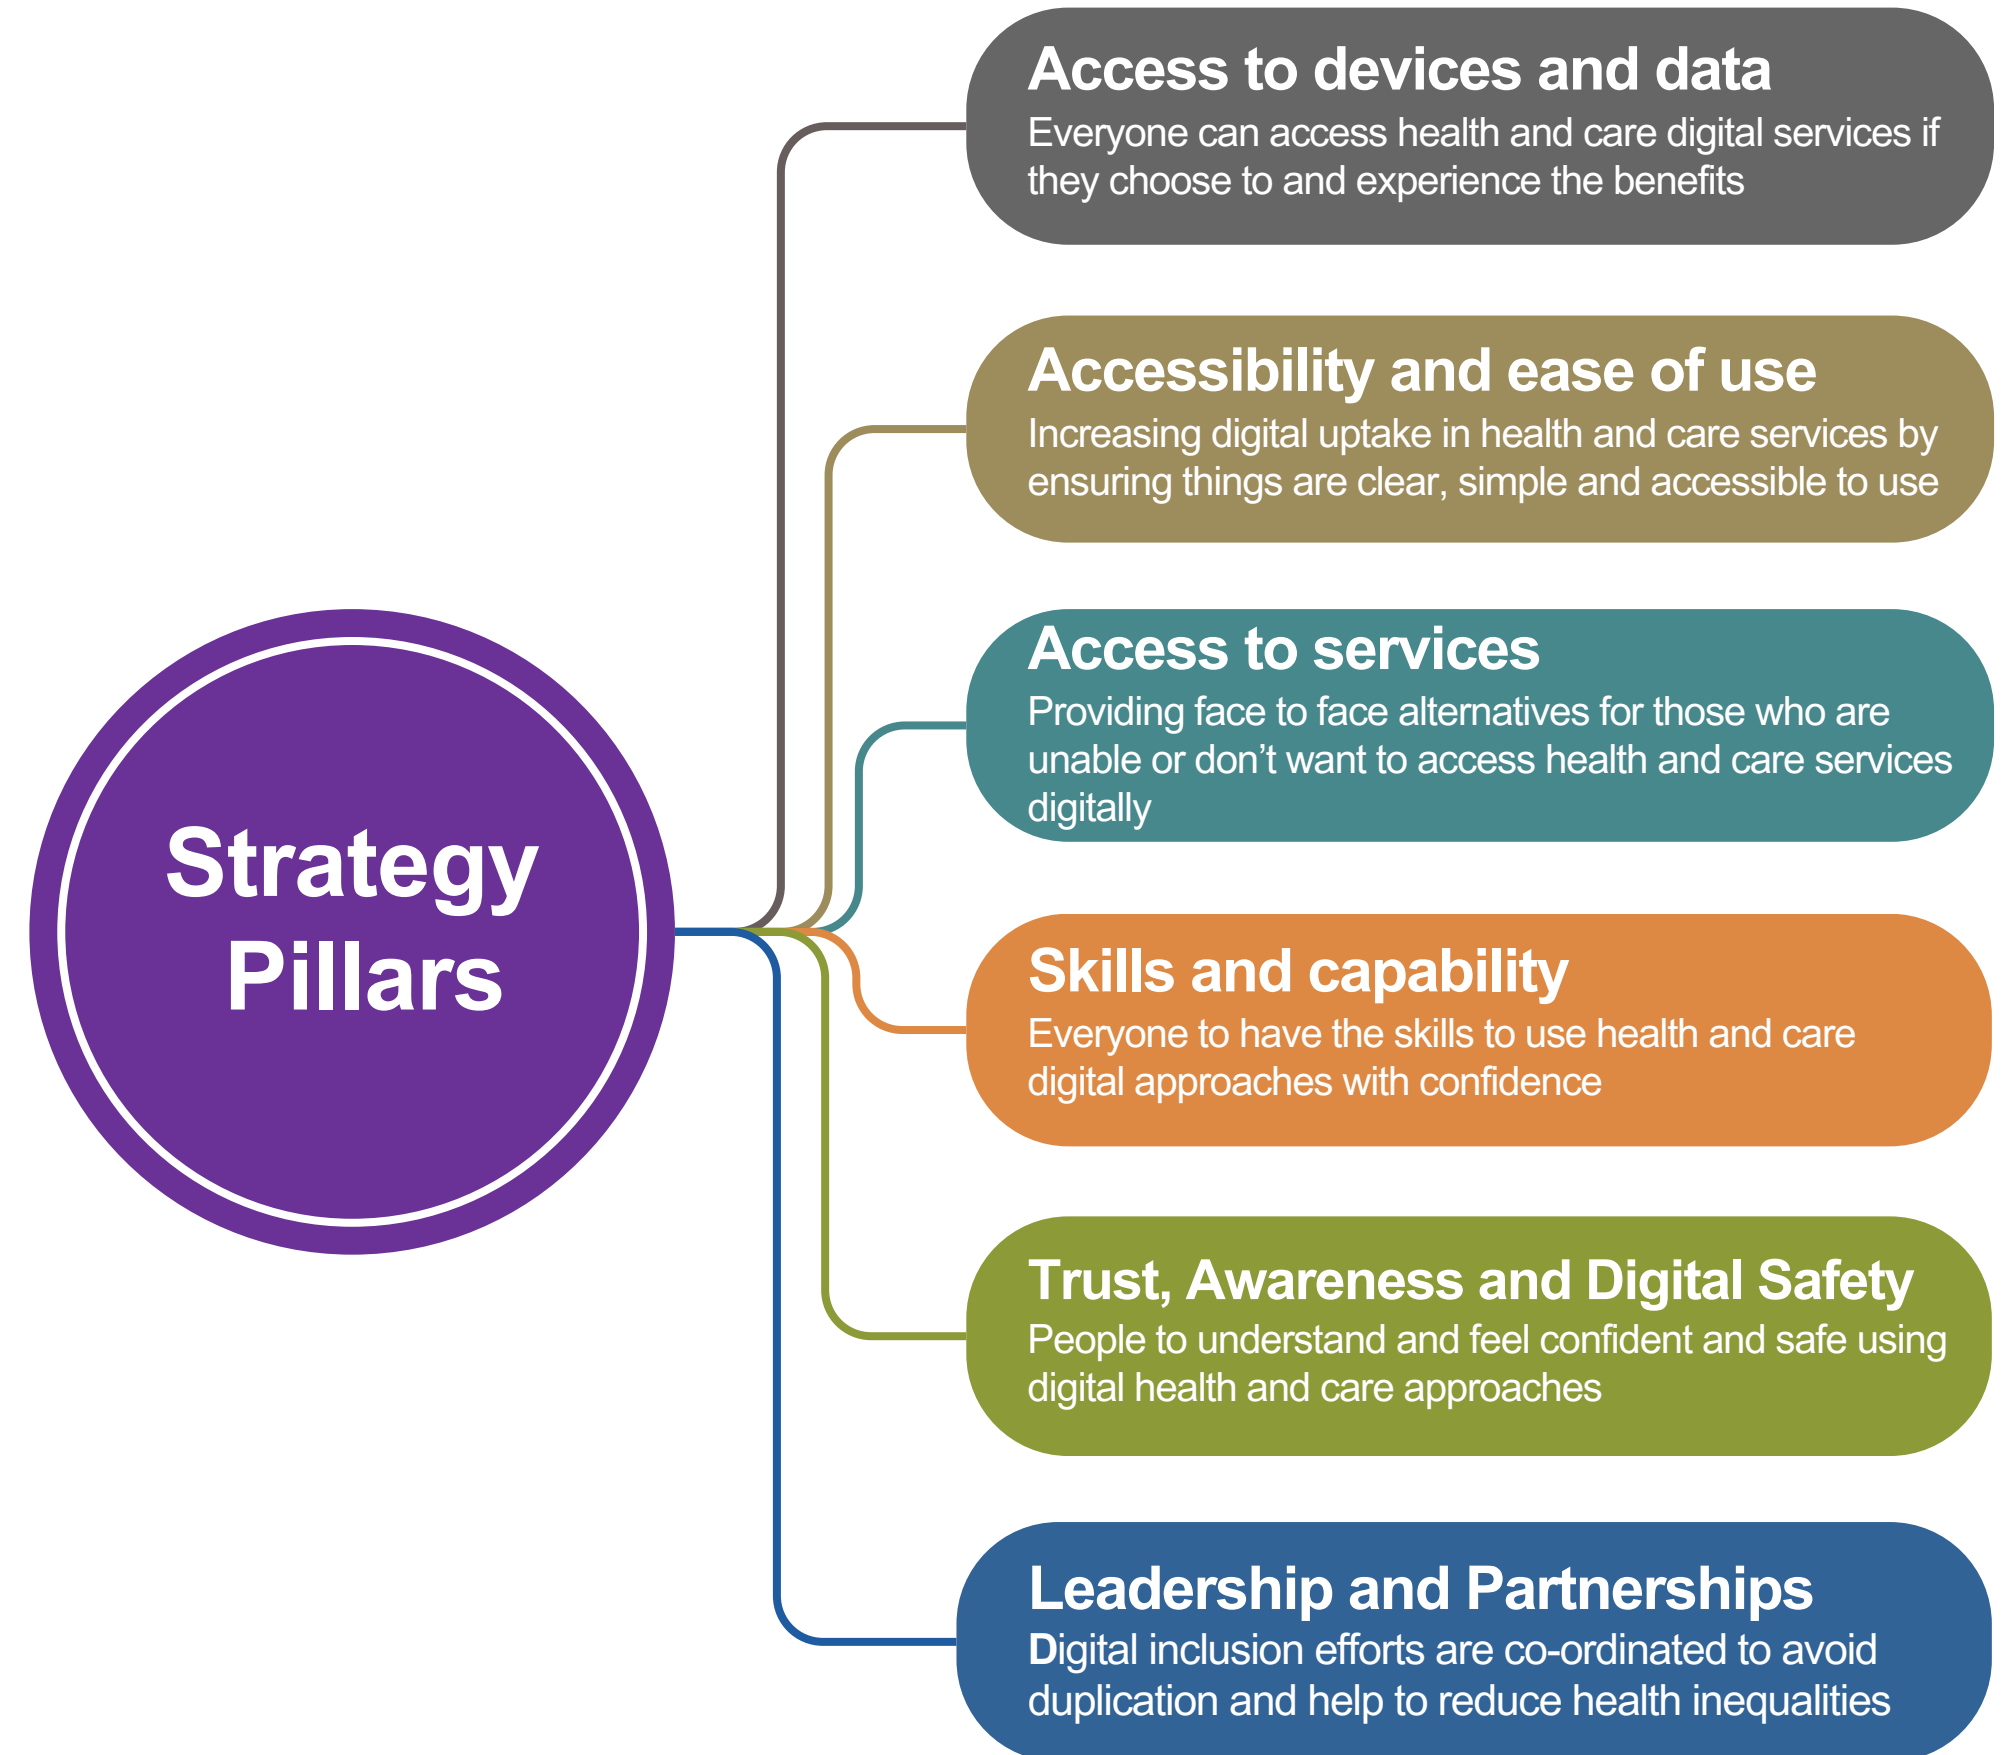 Strategy
Pillars
Access to devices and data
Everyone can access health and care digital services if
they choose to and experience the benefits
Accessibility and ease of use
Increasing digital uptake in health and care services by
ensuring things are clear, simple and accessible to use
Access to services
Providing face to face alternatives for those who are
unable or don’t want to access health and care services
digitally
Skills and capability
Everyone to have the skills to use health and care
digital approaches with confidence
Trust, Awareness and Digital Safety
People to understand and feel confident and safe using
digital health and care approaches
Leadership and Partnerships
Digital inclusion efforts are co-ordinated to avoid
duplication and help to reduce health inequalities